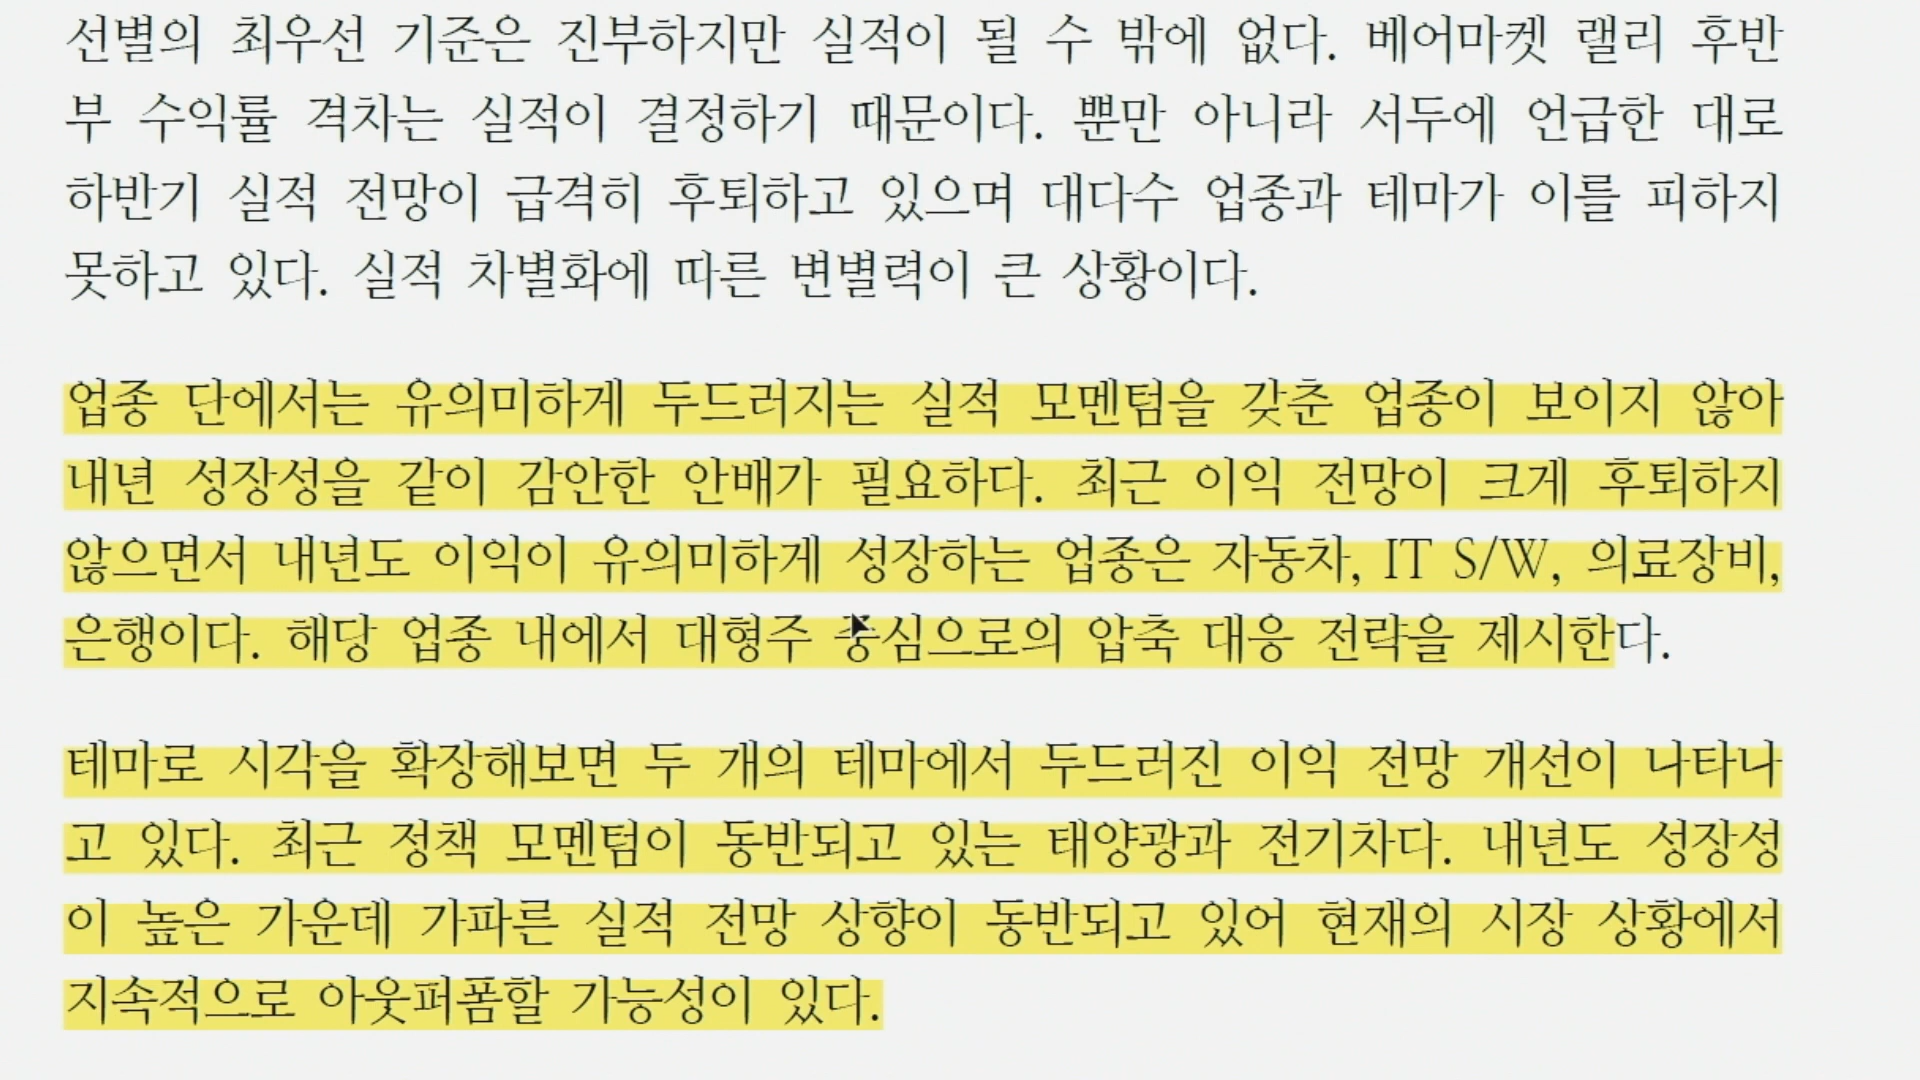 선별의 최우선 기준은 진부하지만 실적이 될 수 밖에 없다. 베어마켓 랠리 후반
부 수익률 격차는 실적이 결정하기 때문이다. 뿐만 아니라 서두에 언급한 대로
하반기 실적 전망이 급격히 후퇴하고 있으며 대다수 업종과 테마가 이를 피하지
못하고 있다. 실적 차별화에 따른 변별력이 큰 상황이다.
업종 단에서는 유의미하게 두드러지는 실적 모멘텀을 갖춘 업종이 보이지 않아
내년 성장성을 같이 감안한 안배가 필요하다. 최근 이익 전망이 크게 후퇴하지
않으면서 내년도 이익이 유의미하게 성장하는 업종은 자동차, IT S/W, 의료장비,
은행이다. 해당 업종 내에서 대형주 중심으로의 압축 대응 전략을 제시한다.
테마로 시각을 확장해보면 두 개의 테마에서 두드러진 이익 전망 개선이 나타나
고 있다. 최근 정책 모멘텀이 동반되고 있는 태양광과 전기차다. 내년도 성장성
이 높은 가운데 가파른 실적 전망 상향이 동반되고 있어 현재의 시장 상황에서
지속적으로 아웃퍼폼할 가능성이 있다.